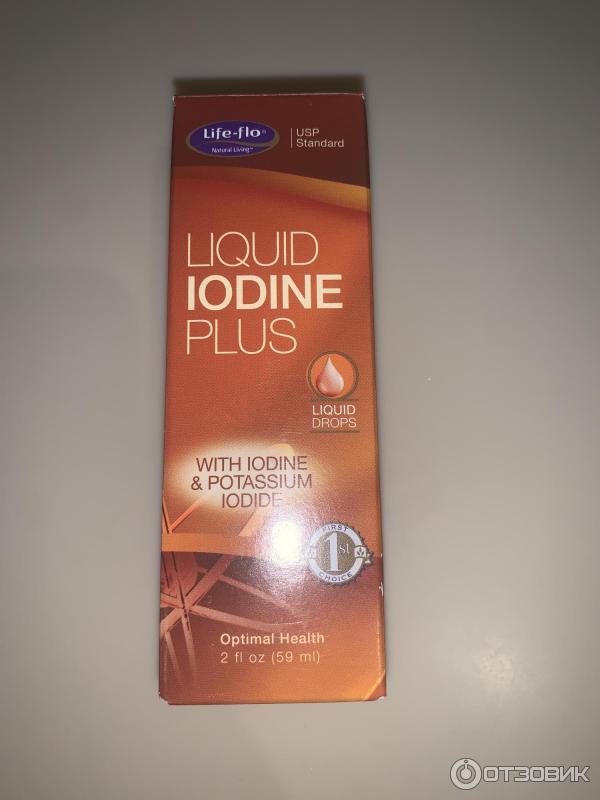 Life-flo®
Natural Living™
USP
Standard
LIQUID
IODINE
PLUS
LIQUID
DROPS
WITH IODINE
& POTASSIUM
IODIDE
FIRST
1st
CHOICE
Optimal Health
2 fl oz (59 ml)
ОТЗОВИК